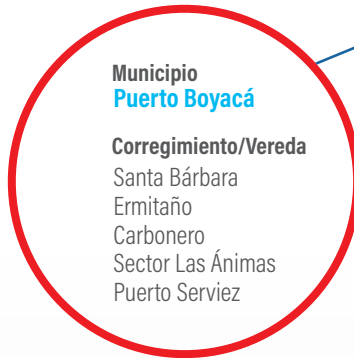 Municipio
Puerto Boyacá
Corregimiento/Vereda
Santa Bárbara
Ermitaño
Carbonero
Sector Las Ánimas
Puerto Serviez